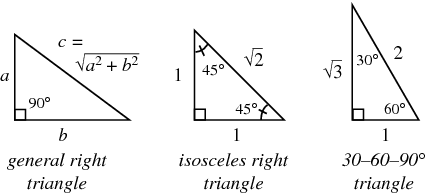 c =
√a² + b²
a
90°
b
general right
triangle
45°
√2
1
45°
1
isosceles right
triangle
30°
2
√3
60°
1
30–60–90°
triangle